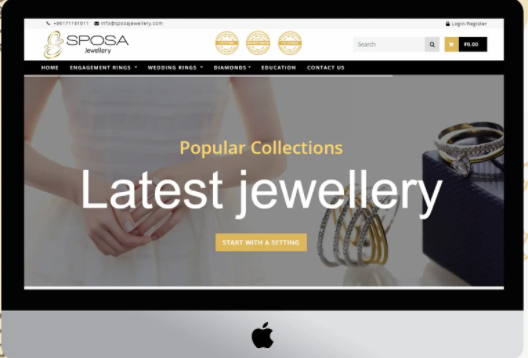 info@sposajewellery.com
Login/Register
SPOSA
Jewellery
Search
₹0.00
HOME ENGAGEMENT RINGS WEDDING RINGS DIAMONDS EDUCATION CONTACT US
Popular Collections
Latest jewellery
START WITH A SETTING